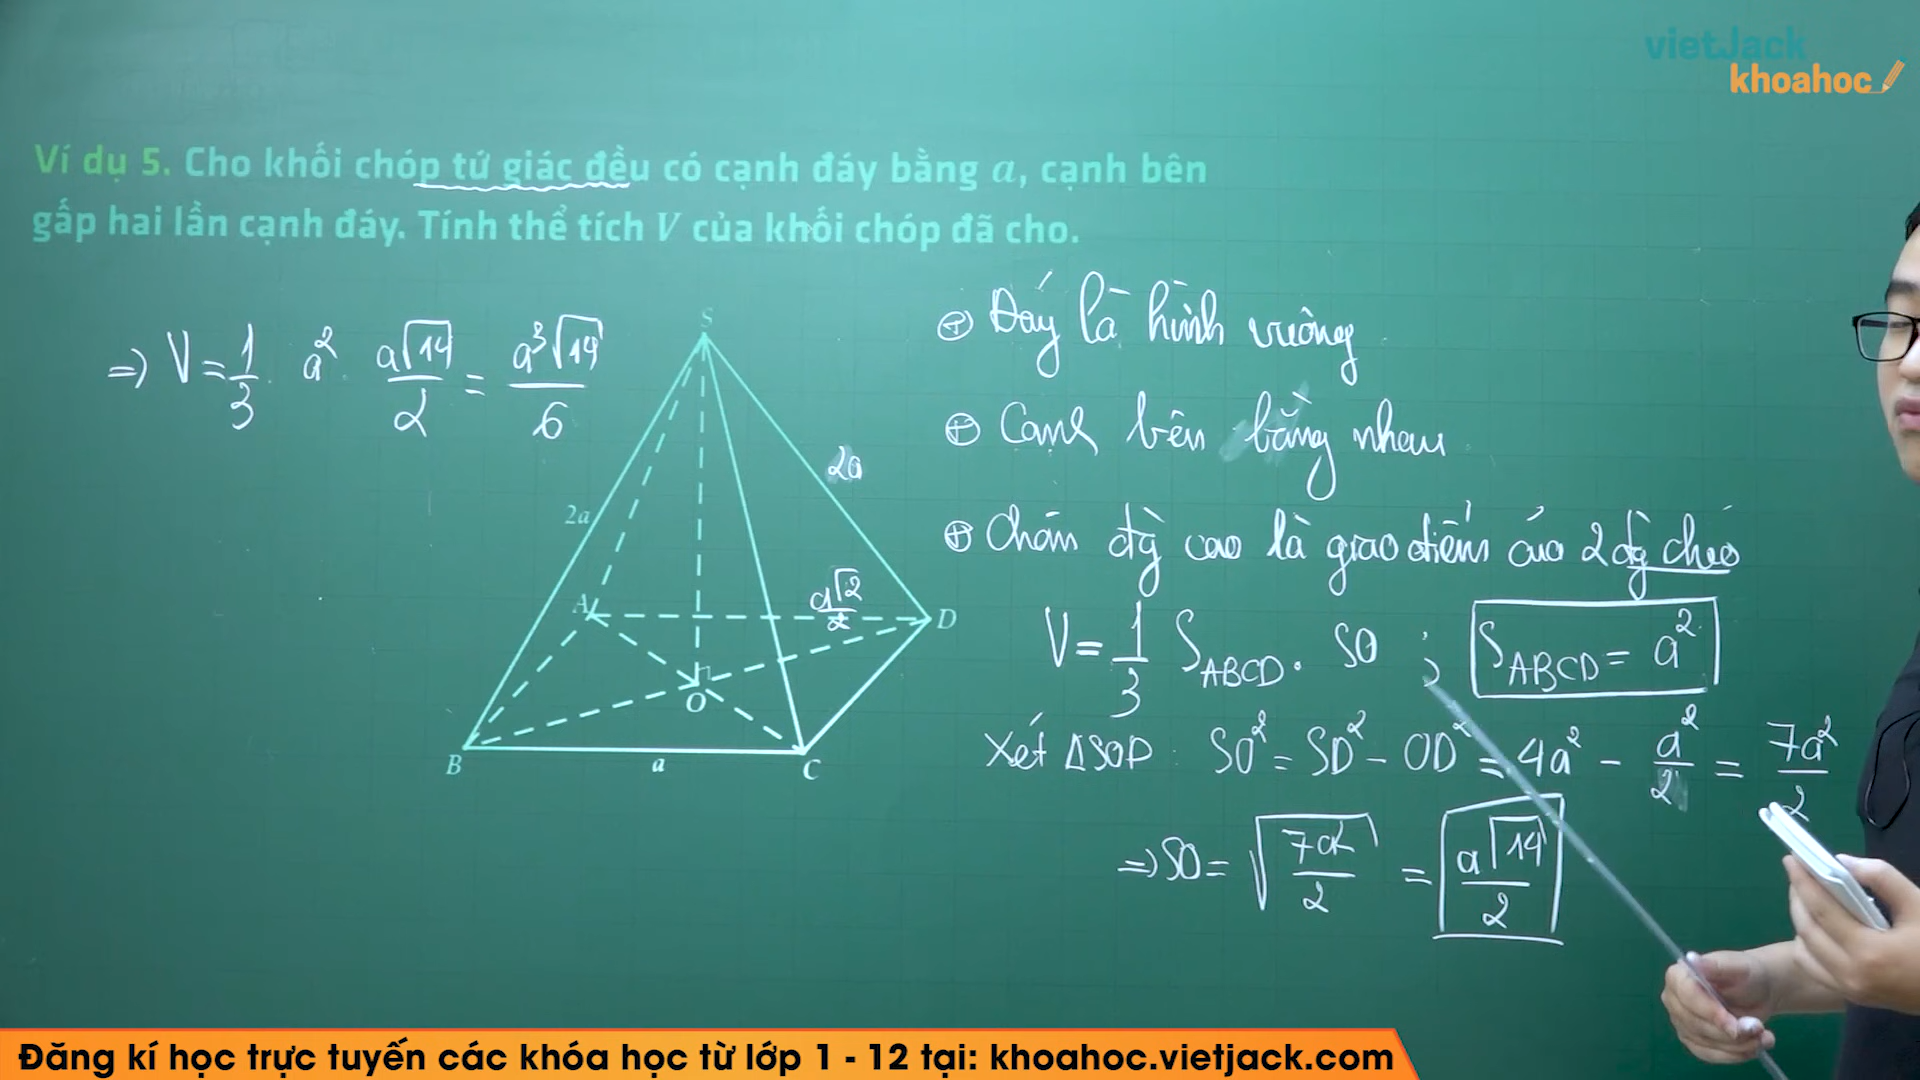 vietJack
khoahoc
Ví dụ 5. Cho khối chóp tứ giác đều có cạnh đáy bằng a, cạnh bên
gấp hai lần cạnh đáy. Tính thể tích V của khối chóp đã cho.
=> V = 1/3 . a² . a√14/2 = a³√14/6
S
2a
2a
A
a√2/2
D
O
B
a
C
⊕ Đáy là hình vuông
⊕ Cạnh bên bằng nhau
⊕ Chân đg cao là giao điểm của 2 đg chéo
V = 1/3 S_ABCD . SO ; S_ABCD = a²
Xét ΔSOD : SO² = SD² - OD² = 4a² - a²/2 = 7a²/2
=> SO = √(7a²/2) = a√14/2
Đăng kí học trực tuyến các khóa học từ lớp 1 - 12 tại: khoahoc.vietjack.com